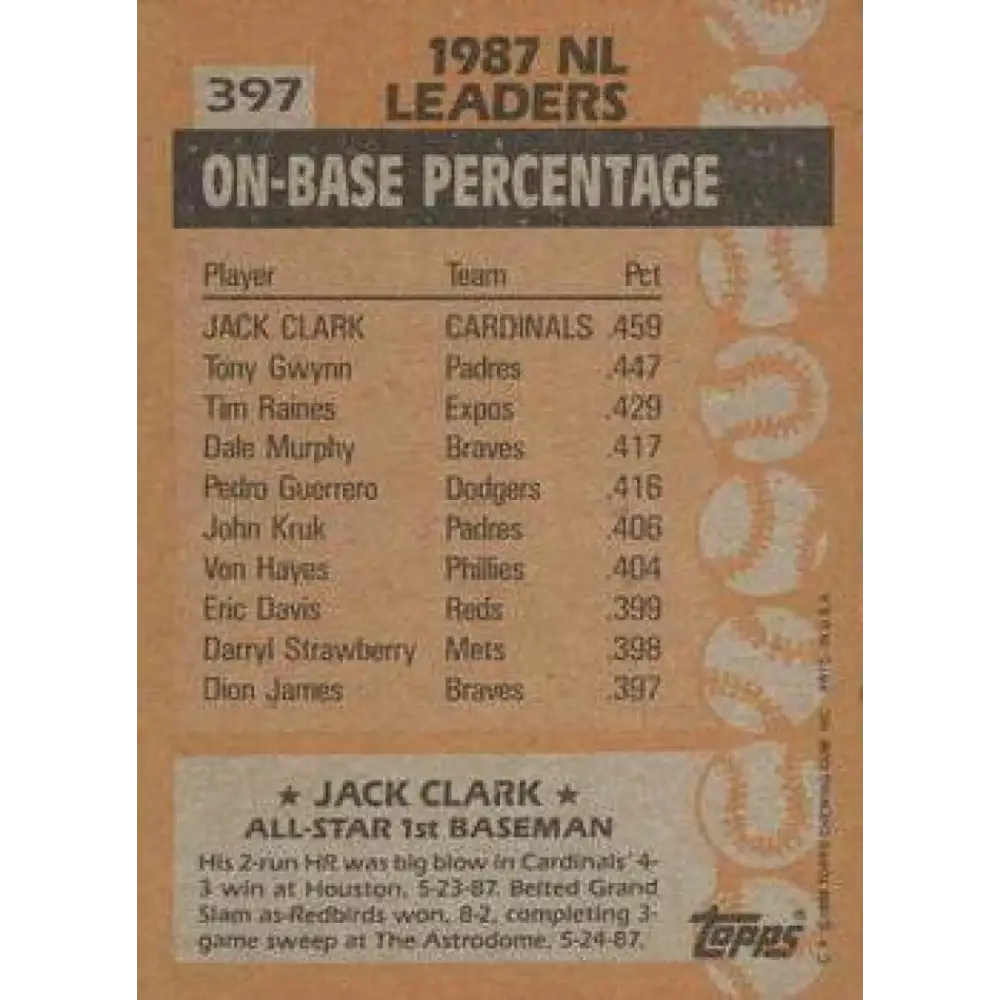 397
1987 NL
LEADERS
ON-BASE PERCENTAGE
Player Team Pct
JACK CLARK CARDINALS .459
Tony Gwynn Padres .447
Tim Raines Expos .429
Dale Murphy Braves .417
Pedro Guerrero Dodgers .416
John Kruk Padres .406
Von Hayes Phillies .404
Eric Davis Reds .399
Darryl Strawberry Mets .398
Dion James Braves .397
★ JACK CLARK ★
ALL-STAR 1st BASEMAN
His 2-run HR was big blow in Cardinals' 4-
3 win at Houston, 5-23-87. Belted Grand
Slam as Redbirds won, 8-2, completing 3-
game sweep at The Astrodome, 5-24-87.
topps®